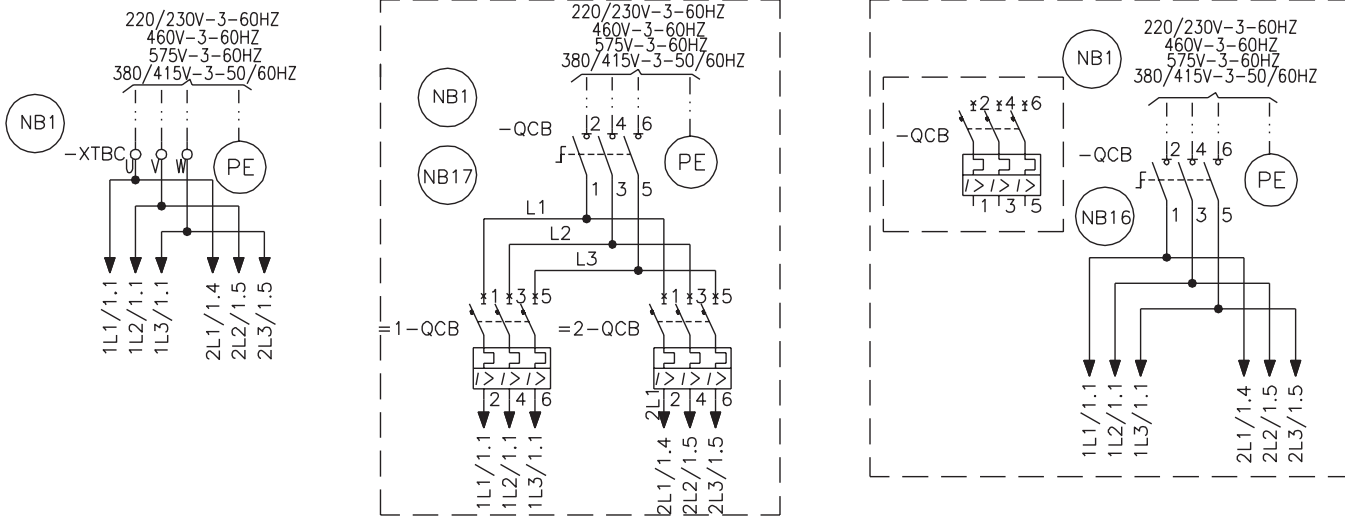 220/230V-3-60HZ
460V-3-60HZ
575V-3-60HZ
380/415V-3-50/60HZ
NB1
-XTBC
U V W
PE
1L1/1.1
1L2/1.1
1L3/1.1
2L1/1.4
2L2/1.5
2L3/1.5
220/230V-3-60HZ
460V-3-60HZ
575V-3-60HZ
380/415V-3-50/60HZ
NB1
NB17
-QCB
2 4 6
PE
1 3 5
L1
L2
L3
1 3 5
=1-QCB
I> I> I>
2 4 6
1L1/1.1
1L2/1.1
1L3/1.1
1 3 5
=2-QCB
I> I> I>
2L1
2 4 6
2L1/1.4
2L2/1.5
2L3/1.5
220/230V-3-60HZ
460V-3-60HZ
575V-3-60HZ
380/415V-3-50/60HZ
NB1
2 4 6
-QCB
I> I> I>
1 3 5
-QCB
2 4 6
PE
NB16
1 3 5
1L1/1.1
1L2/1.1
1L3/1.1
2L1/1.4
2L2/1.5
2L3/1.5